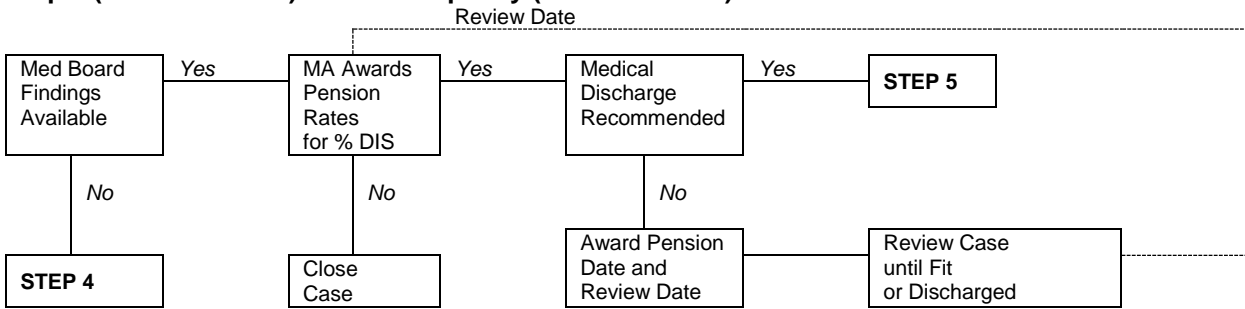 Review Date
Med Board
Findings
Available
Yes
MA Awards
Pension
Rates
for % DIS
Yes
Medical
Discharge
Recommended
Yes
STEP 5
No
No
No
STEP 4
Close
Case
Award Pension
Date and
Review Date
Review Case
until Fit
or Discharged